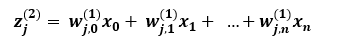 z_j^{(2)} = w_{j,0}^{(1)} x_0 + w_{j,1}^{(1)} x_1 + … + w_{j,n}^{(1)} x_n